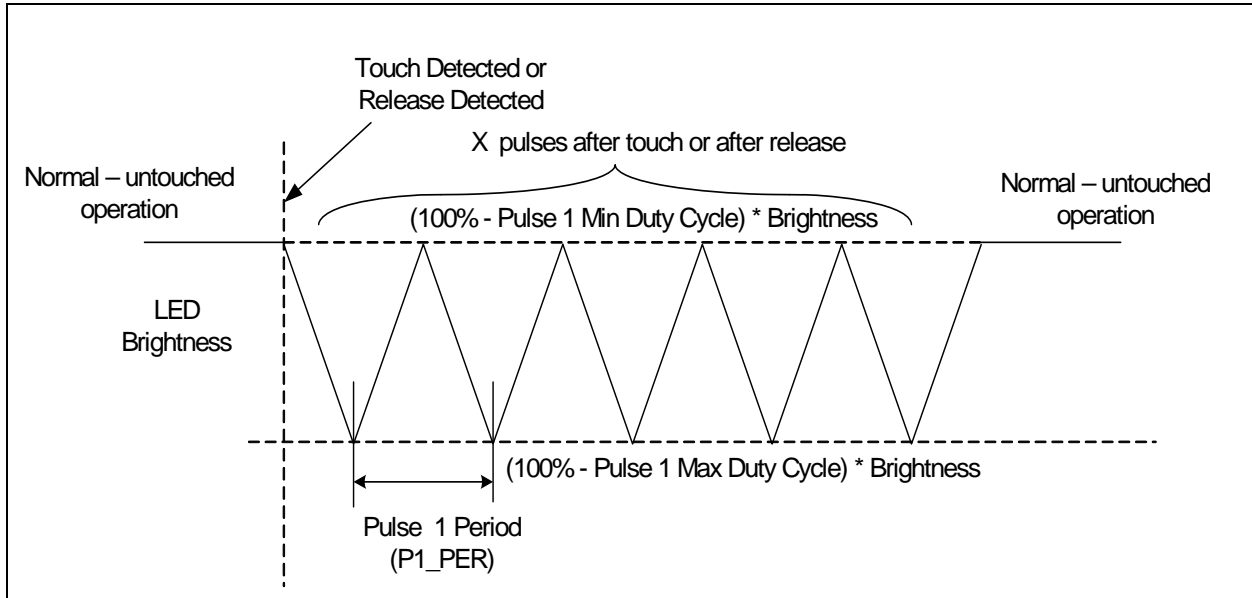 Touch Detected or
Release Detected
X pulses after touch or after release
Normal – untouched
operation
Normal – untouched
operation
(100% - Pulse 1 Min Duty Cycle) * Brightness
LED
Brightness
(100% - Pulse 1 Max Duty Cycle) * Brightness
Pulse 1 Period
(P1_PER)